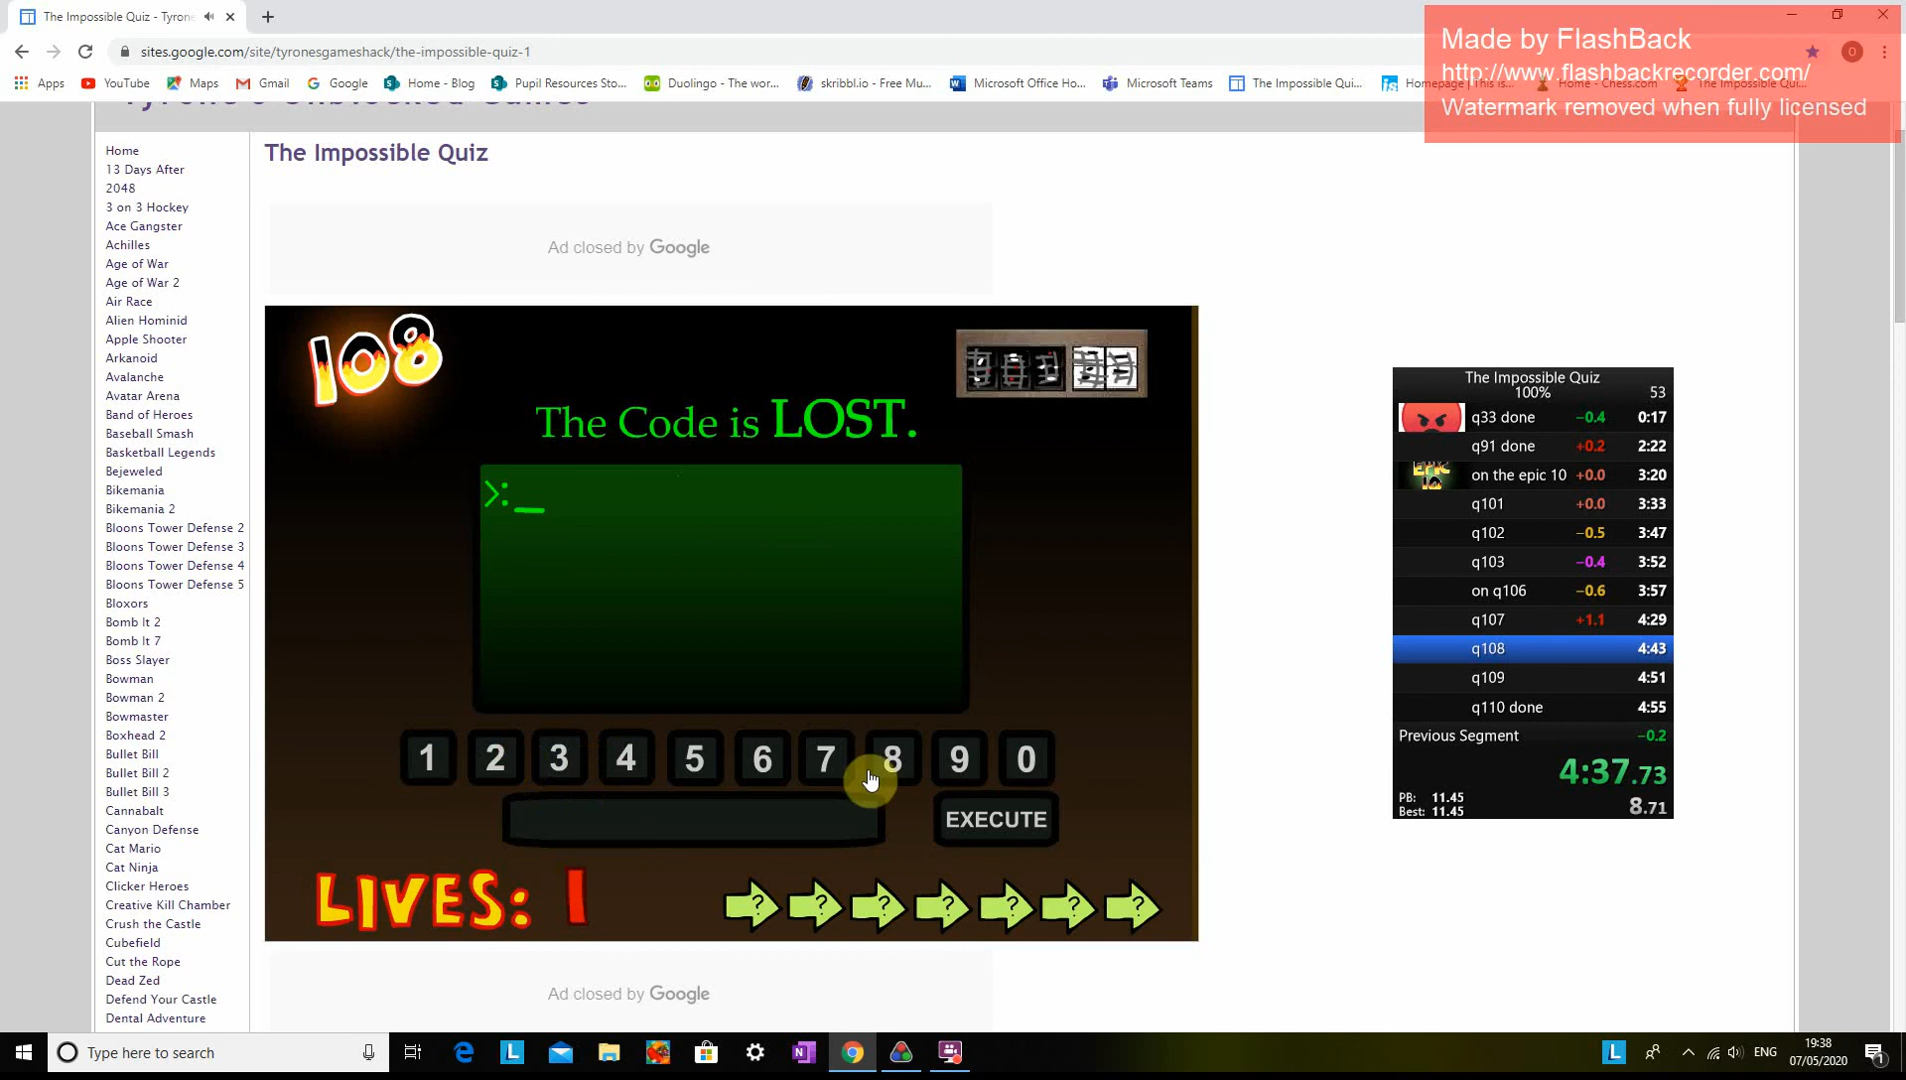 The Impossible Quiz - Tyron
sites.google.com/site/tyronesgameshack/the-impossible-quiz-1
Made by FlashBack
http://www.flashbackrecorder.com/
Watermark removed when fully licensed
Apps YouTube Maps Gmail Google Home - Blog Pupil Resources Sto... Duolingo - The wor... skribbl.io - Free Mu... Microsoft Office Ho... Microsoft Teams The Impossible Qui... Homepage | This is... Home - Chess.com The Impossible Qui...
Tyrone's Unblocked Games
The Impossible Quiz
Home
13 Days After
2048
3 on 3 Hockey
Ace Gangster
Achilles
Age of War
Age of War 2
Air Race
Alien Hominid
Apple Shooter
Arkanoid
Avalanche
Avatar Arena
Band of Heroes
Baseball Smash
Basketball Legends
Bejeweled
Bikemania
Bikemania 2
Bloons Tower Defense 2
Bloons Tower Defense 3
Bloons Tower Defense 4
Bloons Tower Defense 5
Bloxors
Bomb It 2
Bomb It 7
Boss Slayer
Bowman
Bowman 2
Bowmaster
Boxhead 2
Bullet Bill
Bullet Bill 2
Bullet Bill 3
Cannabalt
Canyon Defense
Cat Mario
Cat Ninja
Clicker Heroes
Creative Kill Chamber
Crush the Castle
Cubefield
Cut the Rope
Dead Zed
Defend Your Castle
Dental Adventure
Ad closed by Google
108
The Code is LOST.
>:_
1 2 3 4 5 6 7 8 9 0
EXECUTE
LIVES: 1
? ? ? ? ? ? ?
Ad closed by Google
The Impossible Quiz
100% 53
q33 done −0.4 0:17
q91 done +0.2 2:22
EPIC 10 on the epic 10 +0.0 3:20
q101 +0.0 3:33
q102 −0.5 3:47
q103 −0.4 3:52
on q106 −0.6 3:57
q107 +1.1 4:29
q108 4:43
q109 4:51
q110 done 4:55
Previous Segment −0.2
4:37.73
PB: 11.45
Best: 11.45
8.71
Type here to search
ENG
19:38
07/05/2020